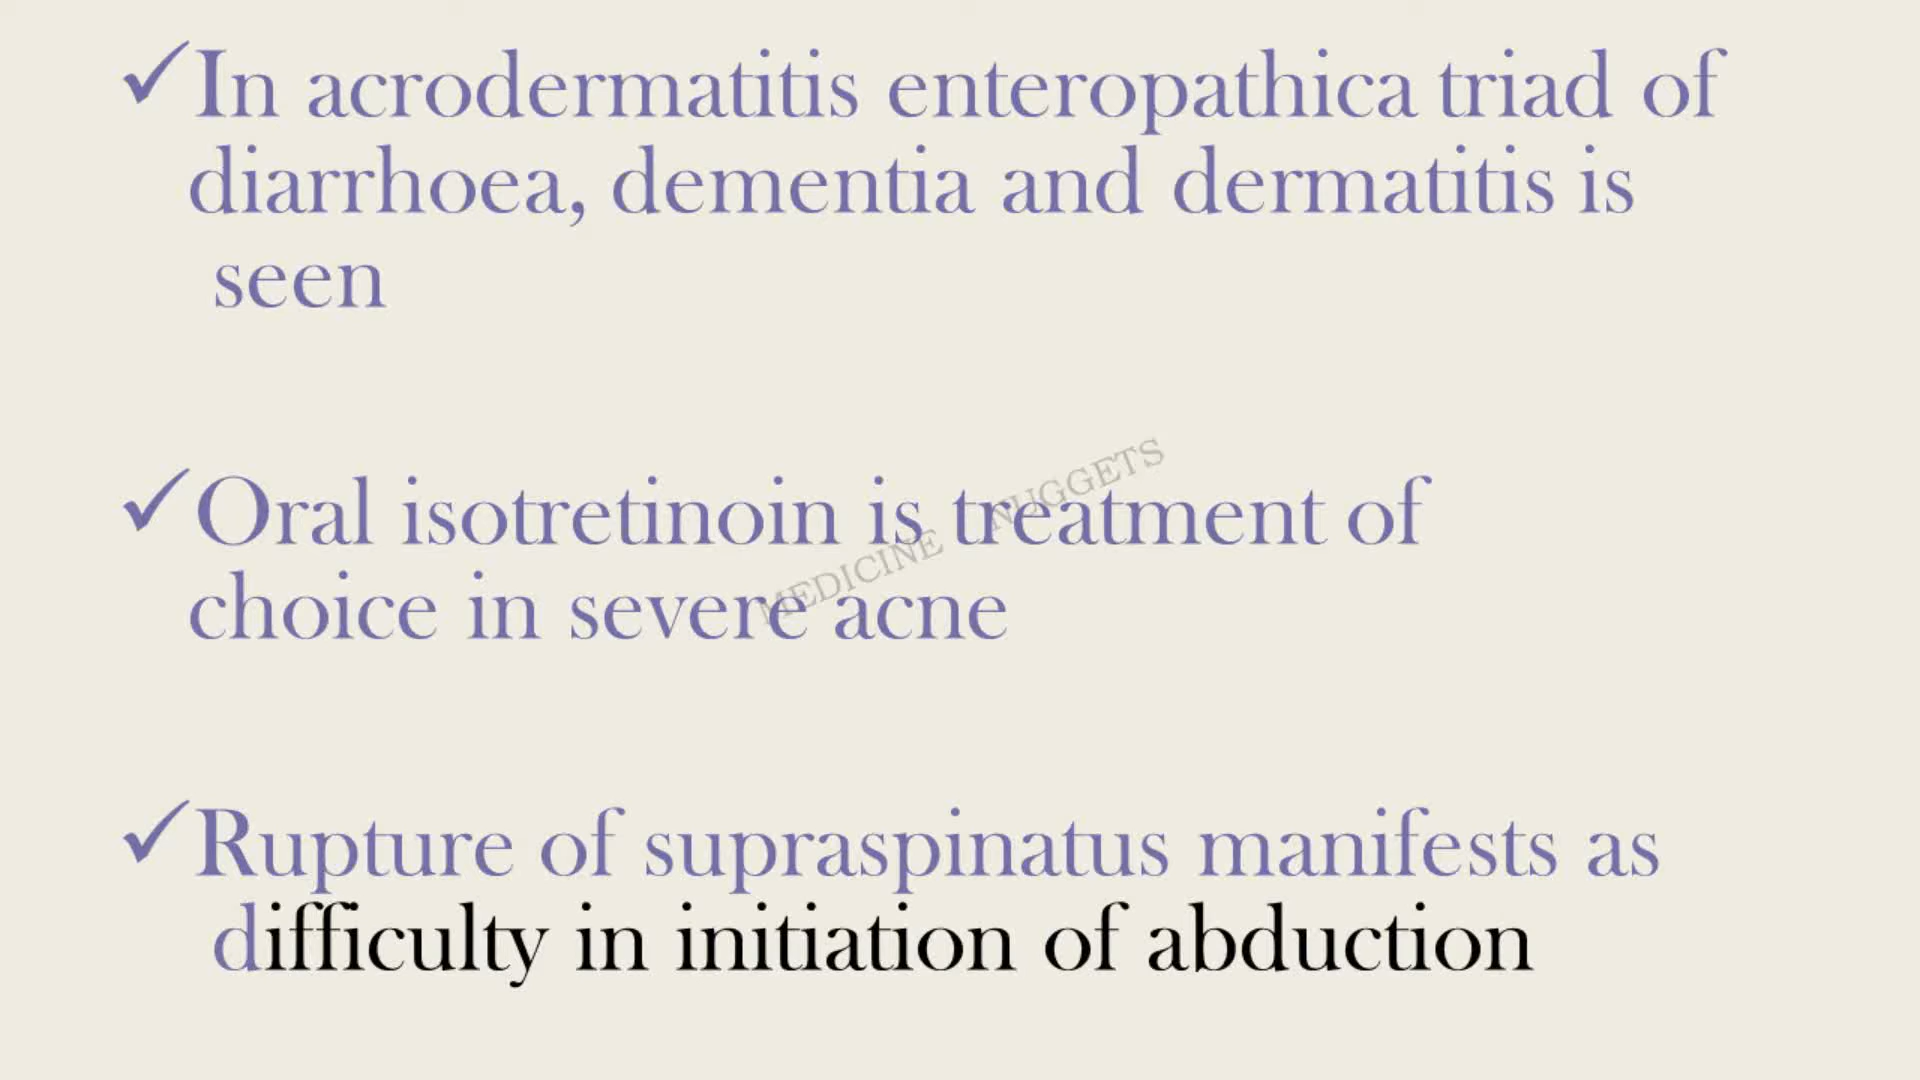 ✓In acrodermatitis enteropathica triad of
diarrhoea, dementia and dermatitis is
seen
✓Oral isotretinoin is treatment of
choice in severe acne
MEDICINE NUGGETS
✓Rupture of supraspinatus manifests as
difficulty in initiation of abduction